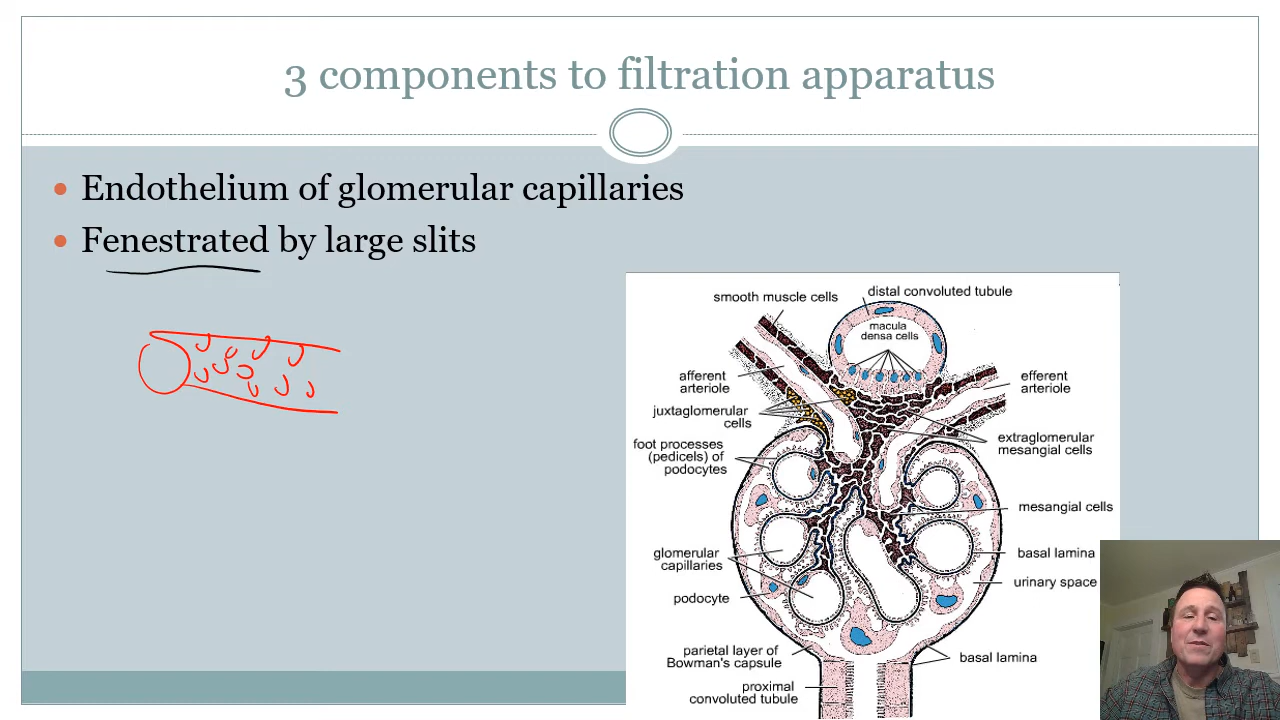 3 components to filtration apparatus
Endothelium of glomerular capillaries
Fenestrated by large slits
smooth muscle cells
distal convoluted tubule
macula
densa cells
afferent
arteriole
efferent
arteriole
juxtaglomerular
cells
extraglomerular
mesangial cells
foot processes
(pedicels) of
podocytes
mesangial cells
glomerular
capillaries
basal lamina
urinary space
podocyte
parietal layer of
Bowman's capsule
basal lamina
proximal
convoluted tubule